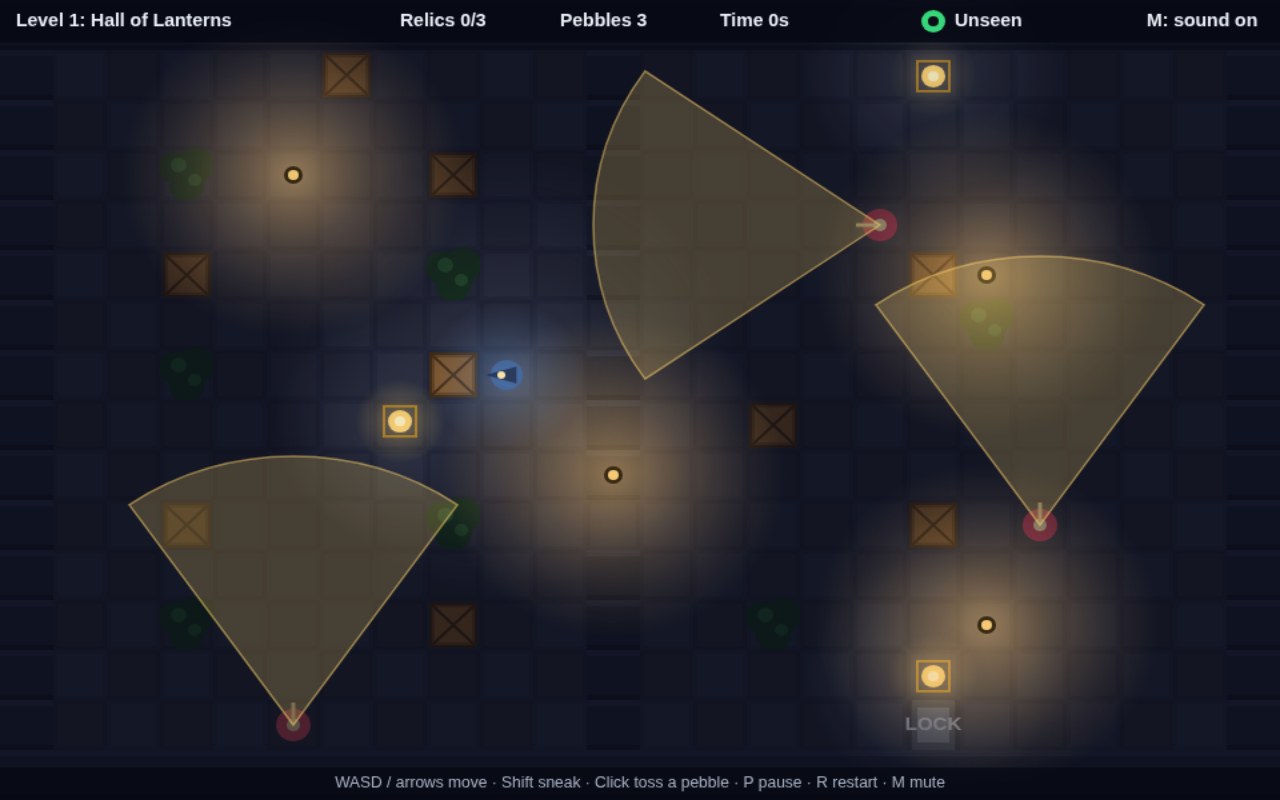 Level 1: Hall of Lanterns Relics 0/3 Pebbles 3 Time 0s Unseen M: sound on
LOCK
WASD / arrows move · Shift sneak · Click toss a pebble · P pause · R restart · M mute